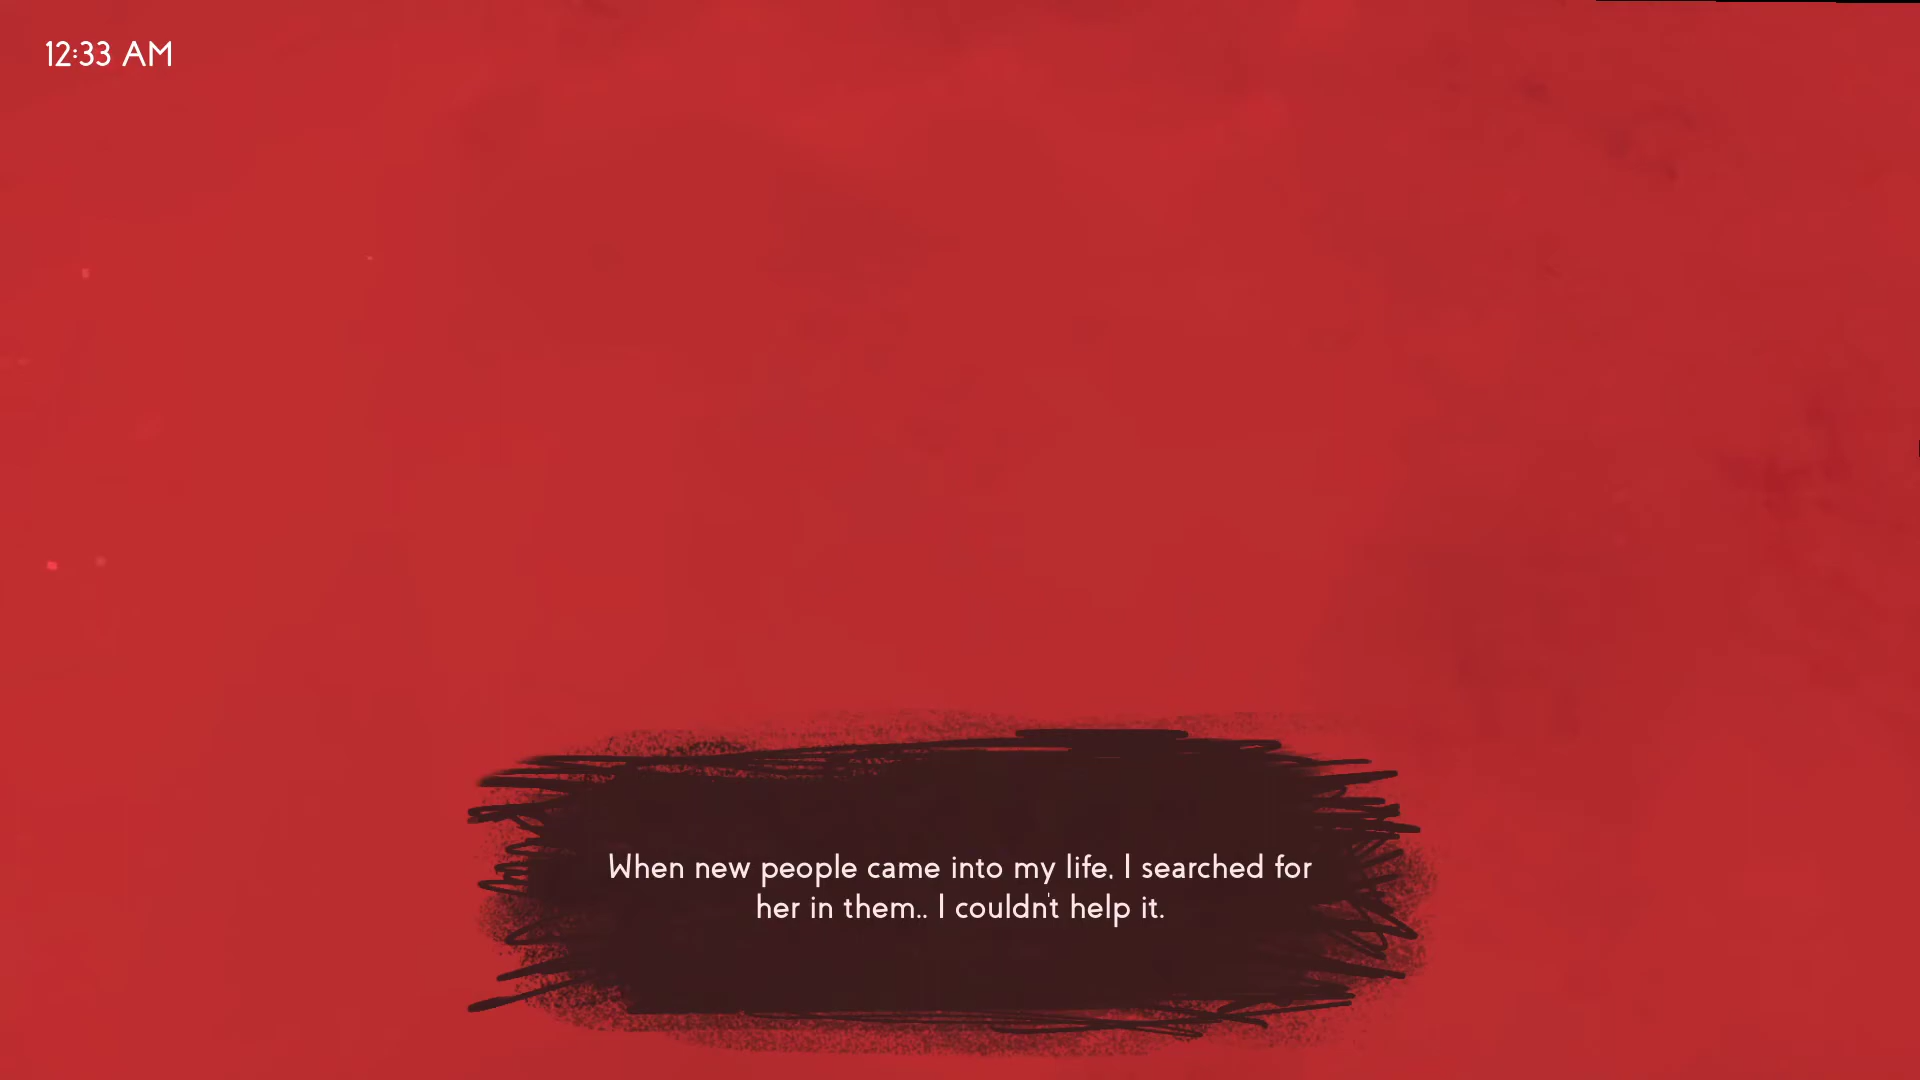 12:33 AM
When new people came into my life, I searched for
her in them.. I couldn't help it.